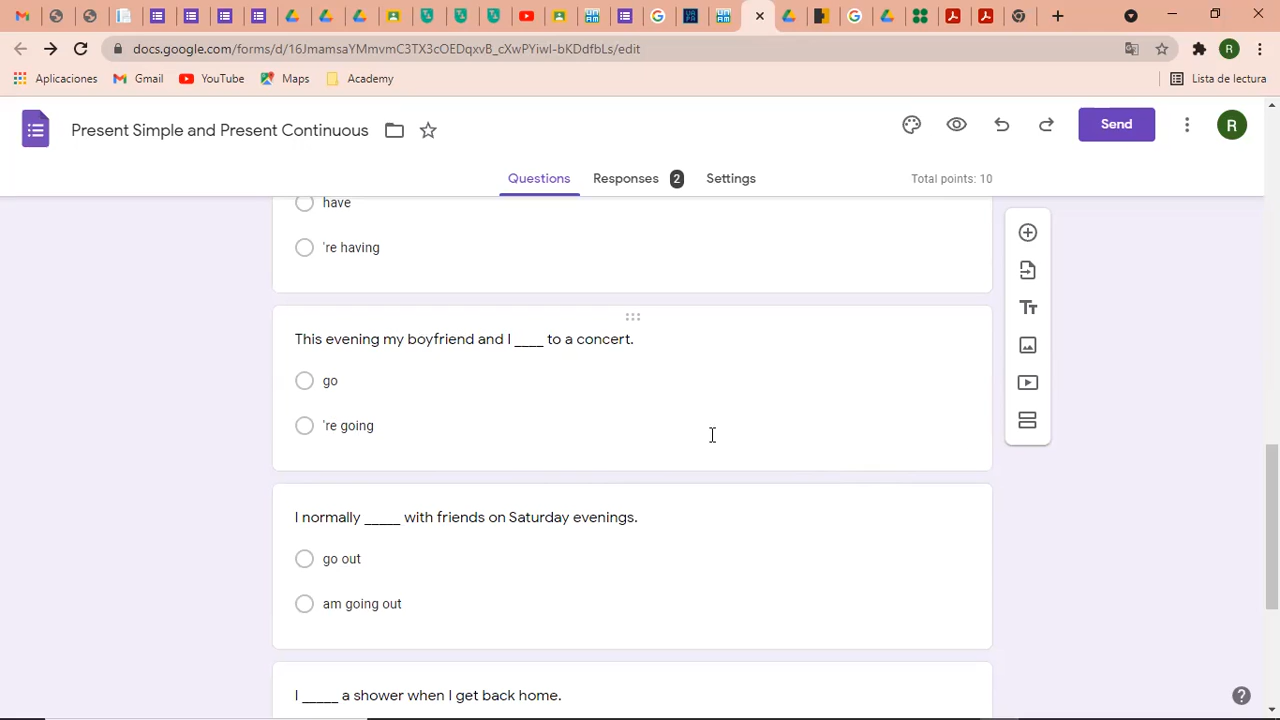 docs.google.com/forms/d/16JmamsaYMmvmC3TX3cOEDqxvB_cXwPYiwI-bKDdfbLs/edit
R
Aplicaciones
Gmail
YouTube
Maps
Academy
Lista de lectura
Present Simple and Present Continuous
Send
R
Questions
Responses 2
Settings
Total points: 10
have
're having
This evening my boyfriend and I ____ to a concert.
go
're going
I normally _____ with friends on Saturday evenings.
go out
am going out
I _____ a shower when I get back home.